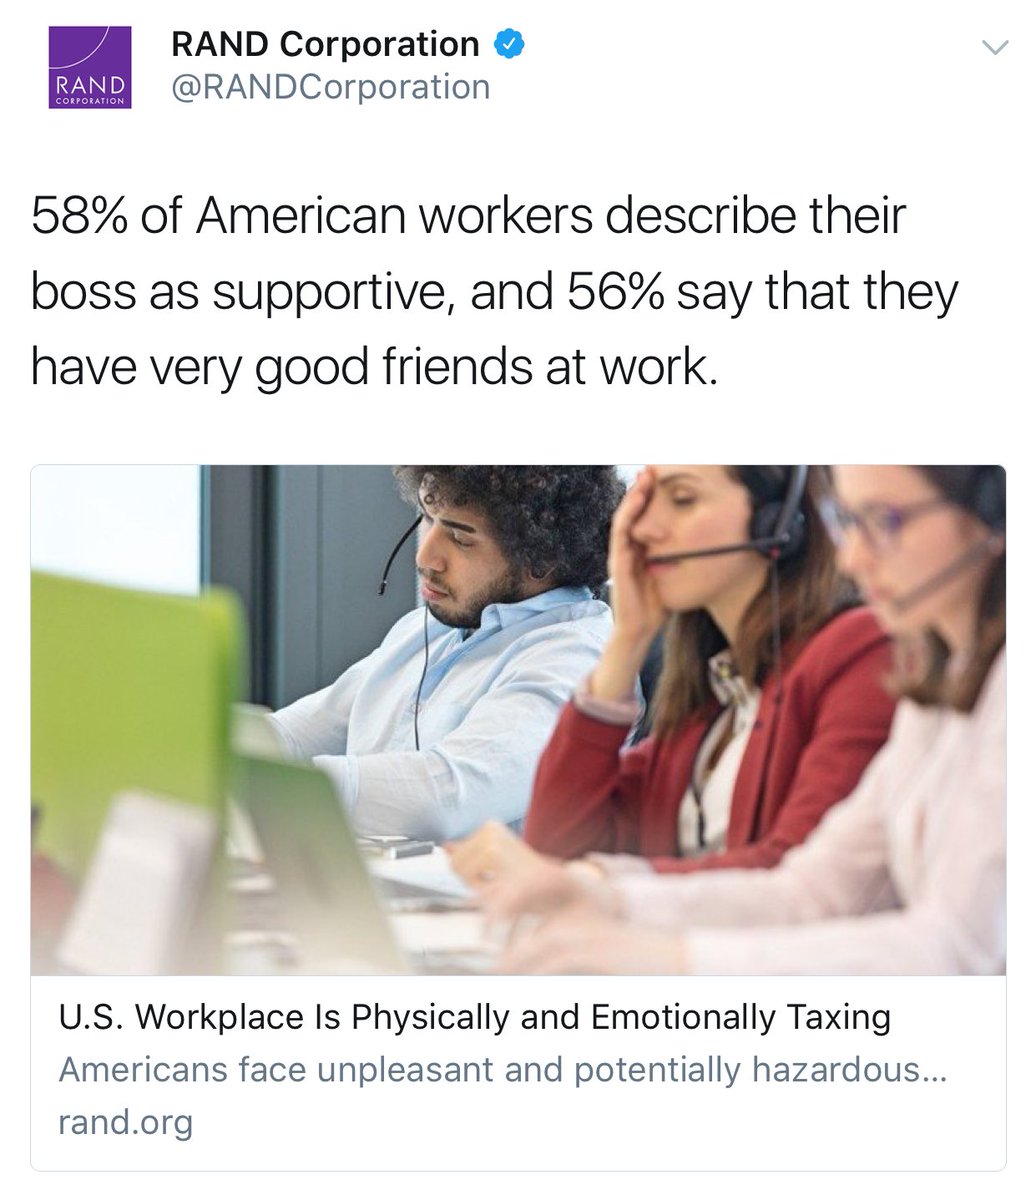 RAND Corporation
@RANDCorporation
RAND
CORPORATION
58% of American workers describe their
boss as supportive, and 56% say that they
have very good friends at work.
U.S. Workplace Is Physically and Emotionally Taxing
Americans face unpleasant and potentially hazardous...
rand.org